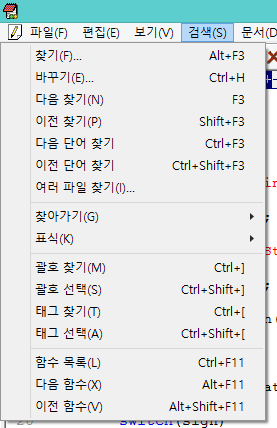 파일(F) 편집(E) 보기(V) 검색(S) 문서(D
찾기(F)... Alt+F3
바꾸기(E)... Ctrl+H
다음 찾기(N) F3
이전 찾기(P) Shift+F3
다음 단어 찾기 Ctrl+F3
이전 단어 찾기 Ctrl+Shift+F3
여러 파일 찾기(I)...
찾아가기(G)
표식(K)
괄호 찾기(M) Ctrl+]
괄호 선택(S) Ctrl+Shift+]
태그 찾기(T) Ctrl+[
태그 선택(A) Ctrl+Shift+[
함수 목록(L) Ctrl+F11
다음 함수(X) Alt+F11
이전 함수(V) Alt+Shift+F11